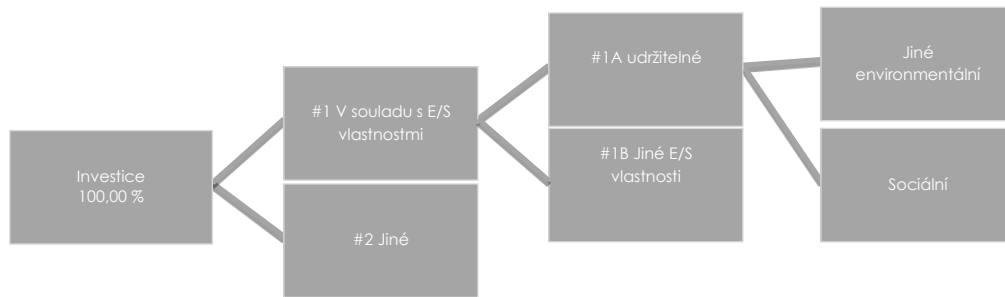 Investice
100,00 %
#1 V souladu s E/S
vlastnostmi
#2 Jiné
#1A udržitelné
#1B Jiné E/S
vlastnosti
Jiné
environmentální
Sociální